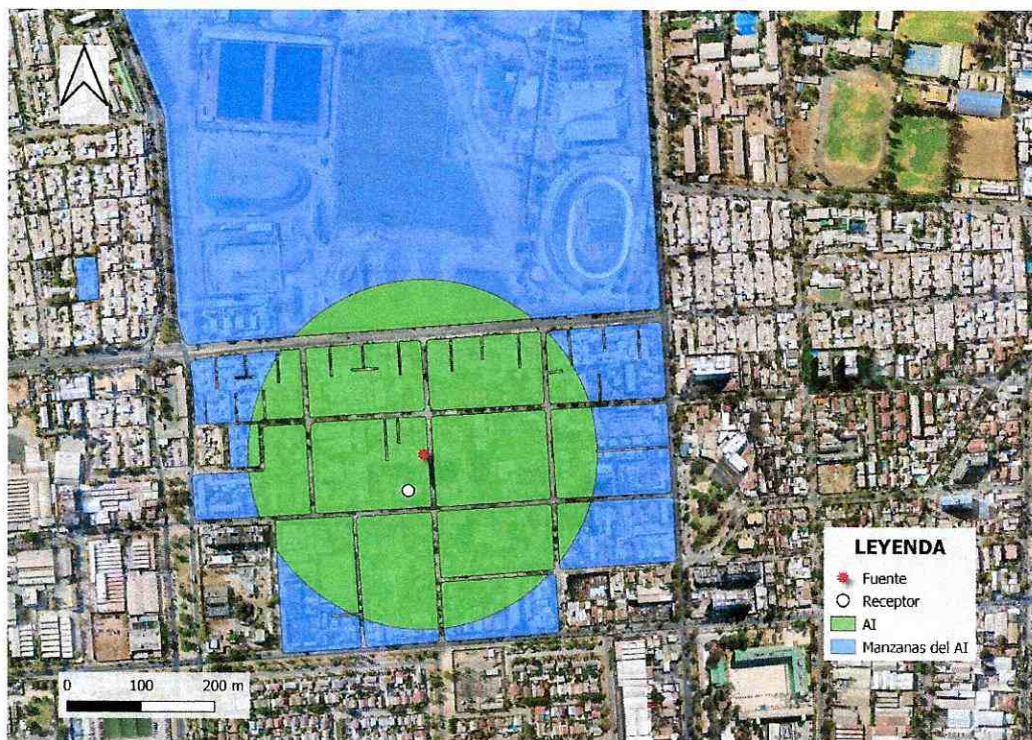 LEYENDA
Fuente
Receptor
AI
Manzanas del AI
0 100 200 m